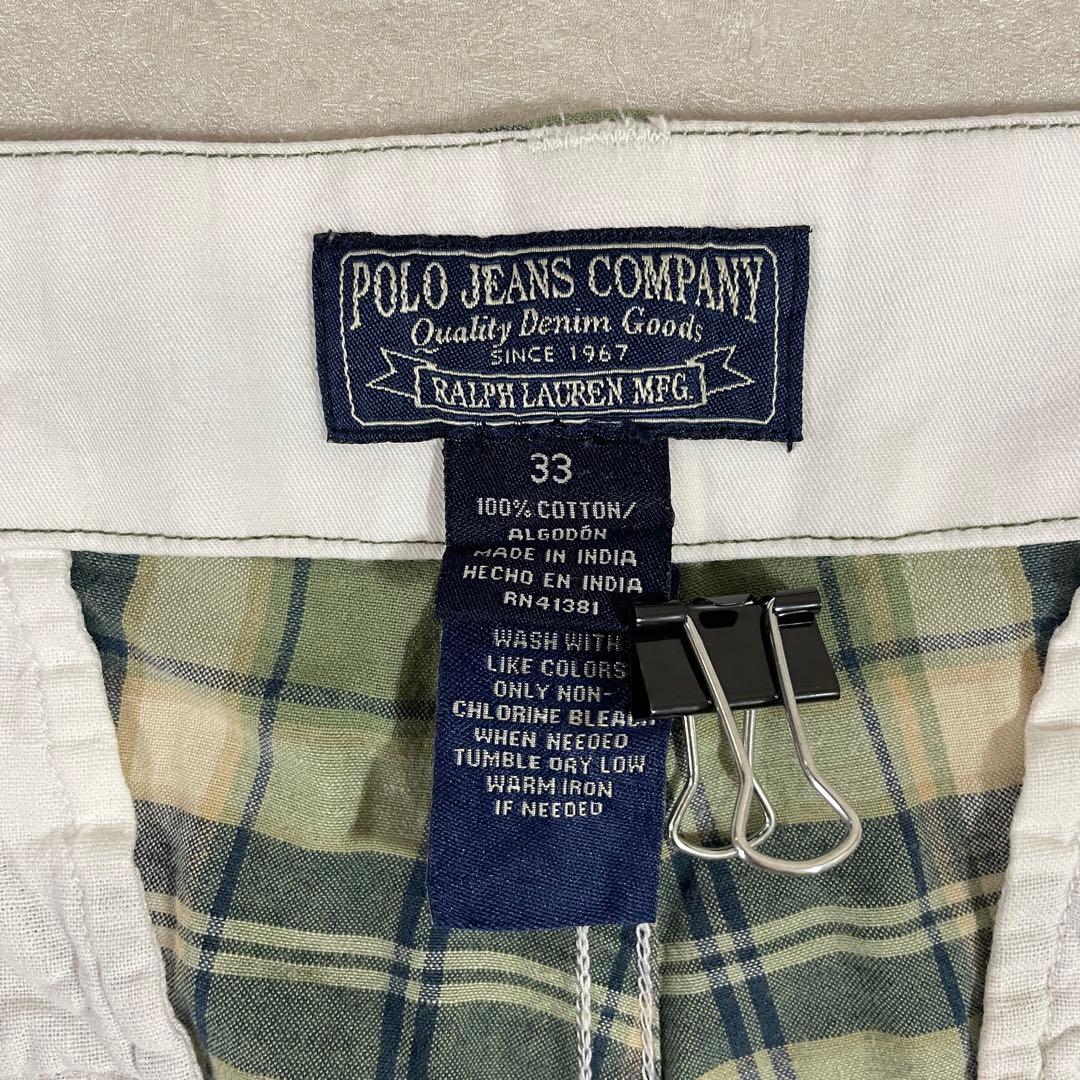 POLO JEANS COMPANY
Quality Denim Goods
SINCE 1967
RALPH LAUREN MFG.
33
100% COTTON/
ALGODÓN
MADE IN INDIA
HECHO EN INDIA
RN41381
WASH WITH
LIKE COLORS
ONLY NON-
CHLORINE BLEACH
WHEN NEEDED
TUMBLE DRY LOW
WARM IRON
IF NEEDED